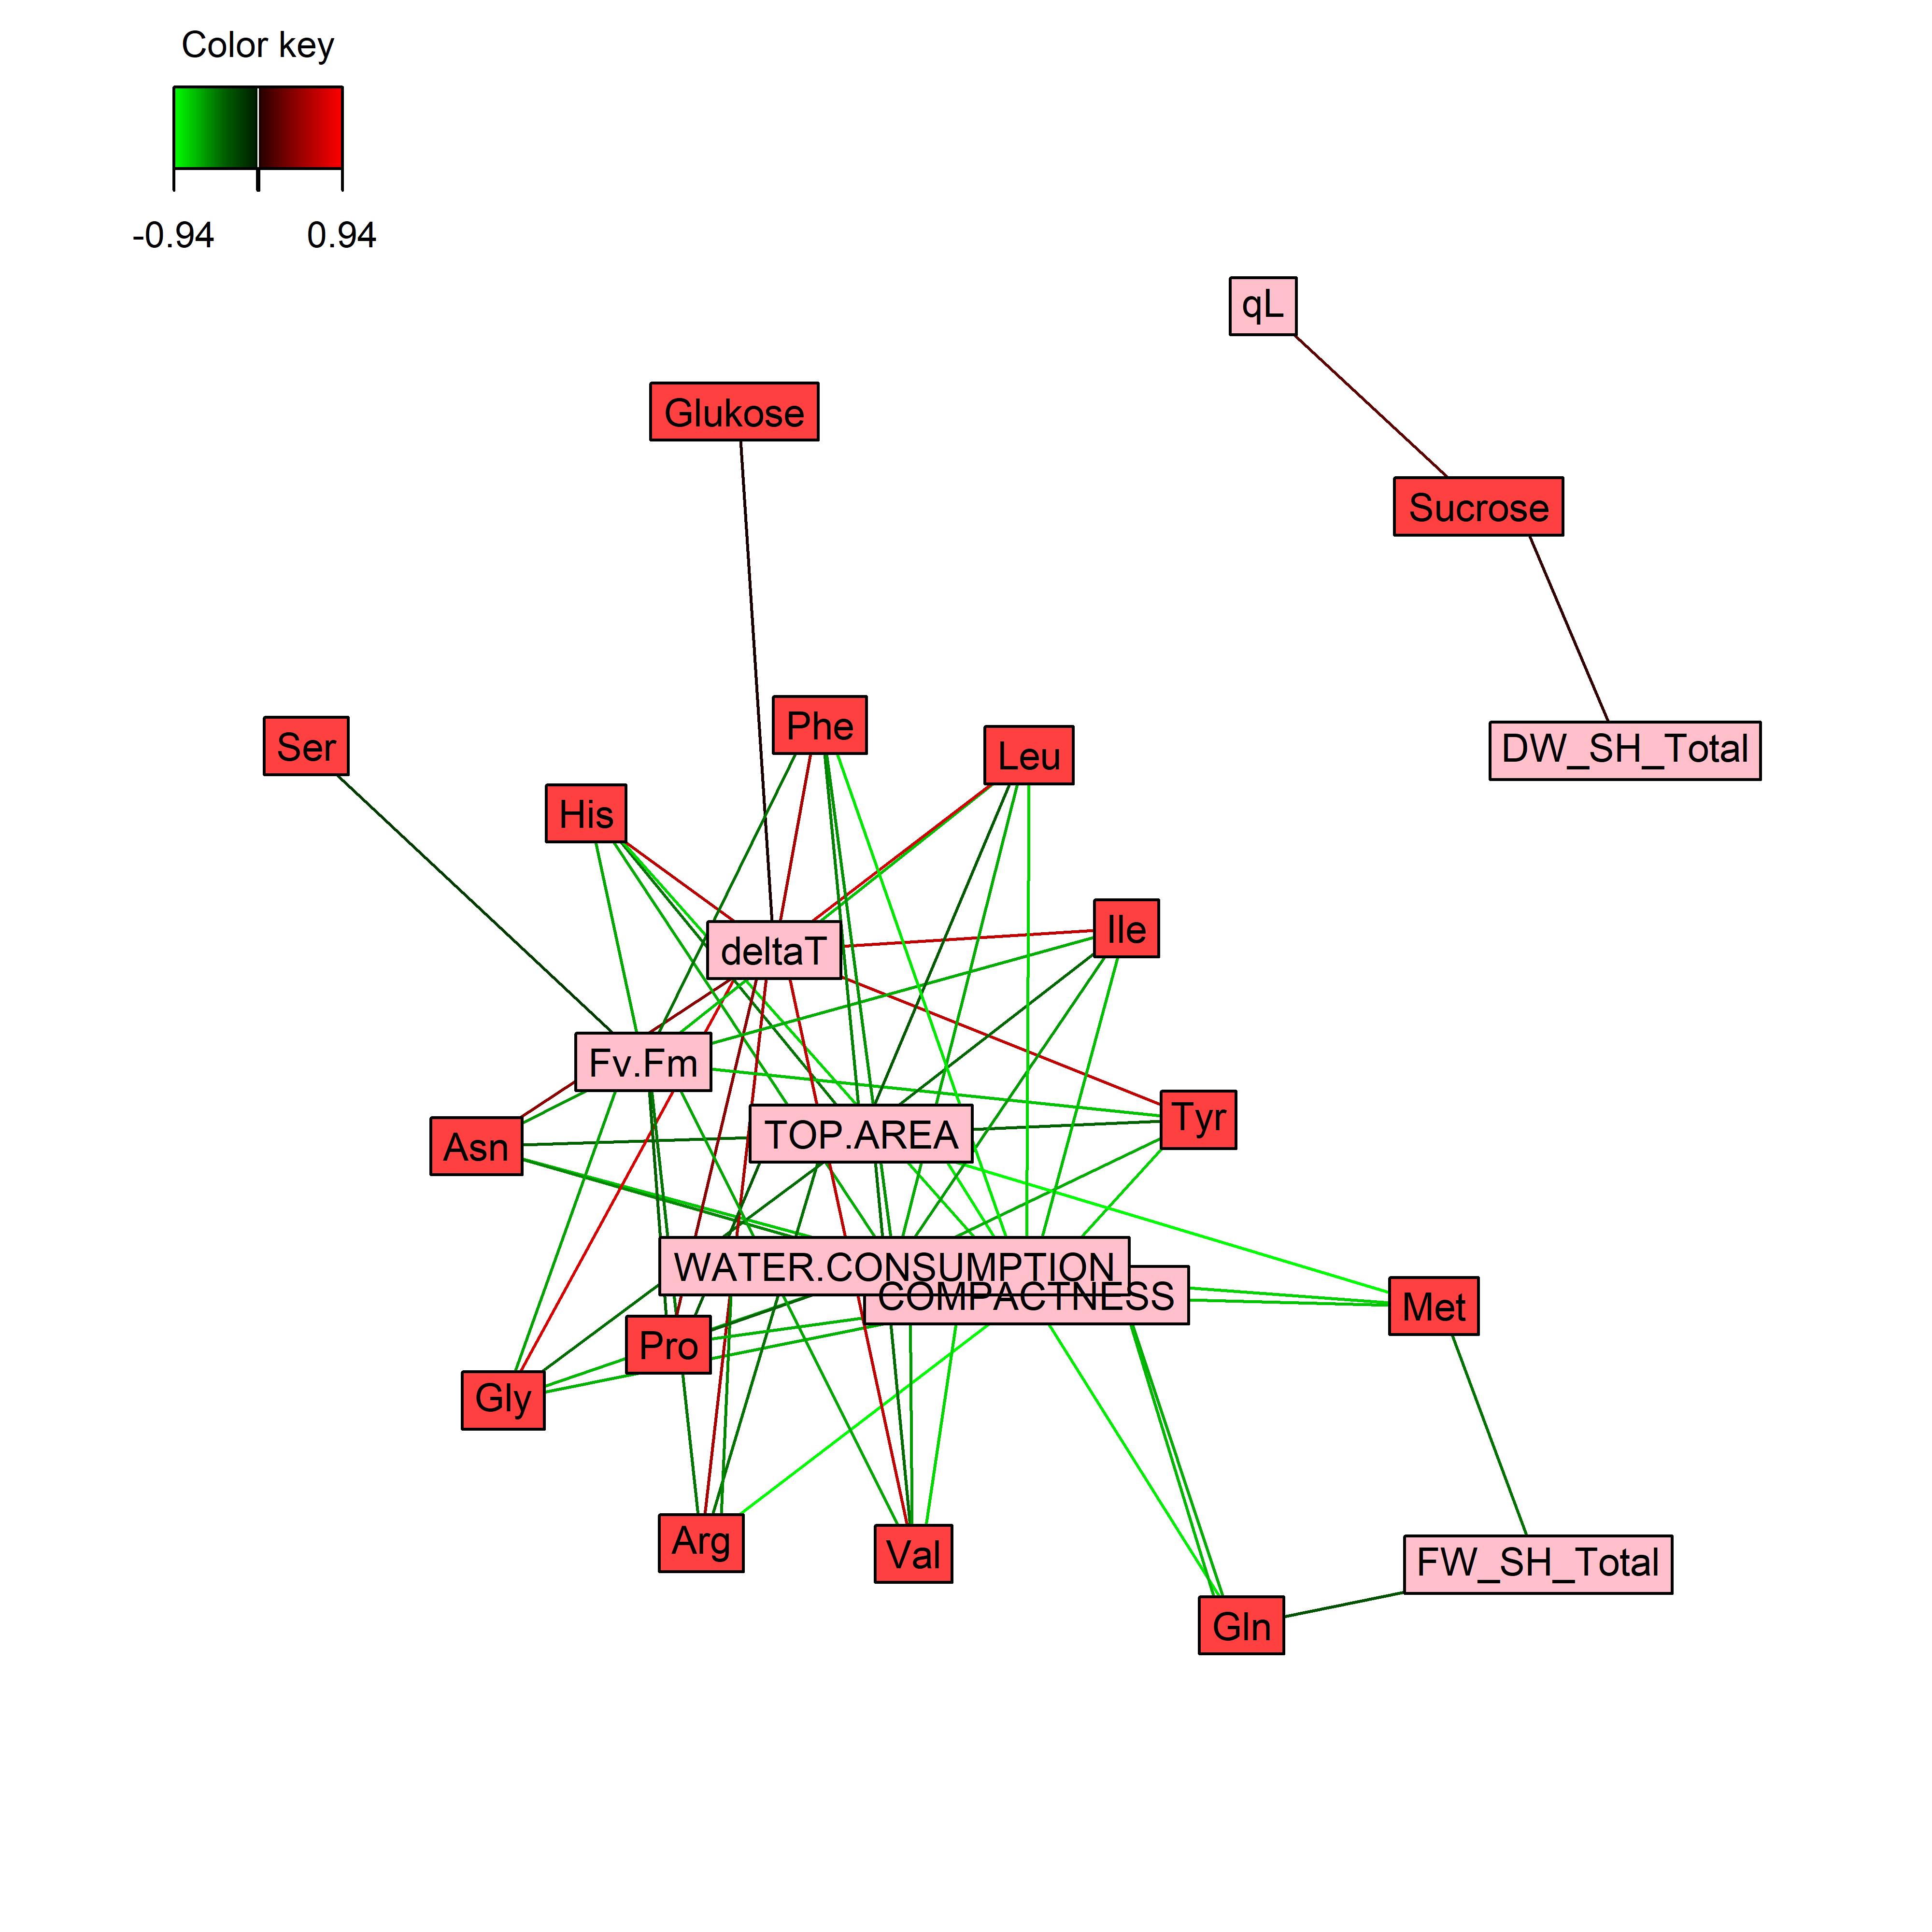 Color key
-0.94 0.94
qL
Glukose
Sucrose
Ser
Phe
Leu
DW_SH_Total
His
Ile
deltaT
Fv.Fm
Tyr
TOP.AREA
Asn
WATER.CONSUMPTION
COMPACTNESS
Met
Pro
Gly
Arg
Val
FW_SH_Total
Gln